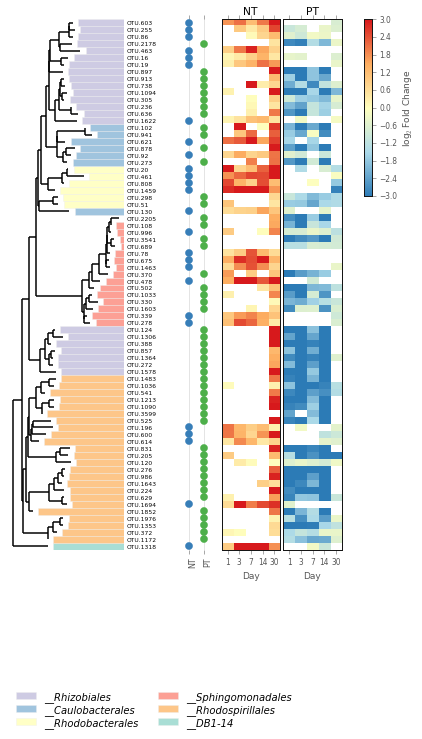 NT PT
OTU.603
OTU.255
OTU.86
OTU.2178
OTU.463
OTU.16
OTU.19
OTU.897
OTU.913
OTU.738
OTU.1094
OTU.305
OTU.236
OTU.636
OTU.1622
OTU.102
OTU.941
OTU.621
OTU.878
OTU.92
OTU.273
OTU.20
OTU.461
OTU.808
OTU.1459
OTU.298
OTU.51
OTU.130
OTU.2205
OTU.108
OTU.996
OTU.3541
OTU.689
OTU.78
OTU.675
OTU.1463
OTU.370
OTU.478
OTU.502
OTU.1033
OTU.330
OTU.1603
OTU.339
OTU.278
OTU.124
OTU.1306
OTU.388
OTU.857
OTU.1364
OTU.272
OTU.1578
OTU.1483
OTU.1036
OTU.541
OTU.1213
OTU.1090
OTU.3599
OTU.525
OTU.196
OTU.600
OTU.614
OTU.831
OTU.205
OTU.120
OTU.276
OTU.986
OTU.1643
OTU.224
OTU.629
OTU.1694
OTU.1852
OTU.1976
OTU.1353
OTU.372
OTU.1172
OTU.1318
3.0
2.4
1.8
1.2
0.6
0.0
−0.6
−1.2
−1.8
−2.4
−3.0
log2 Fold Change
NT PT
1 3 7 14 30 1 3 7 14 30
Day Day
__Rhizobiales __Sphingomonadales
__Caulobacterales __Rhodospirillales
__Rhodobacterales __DB1-14